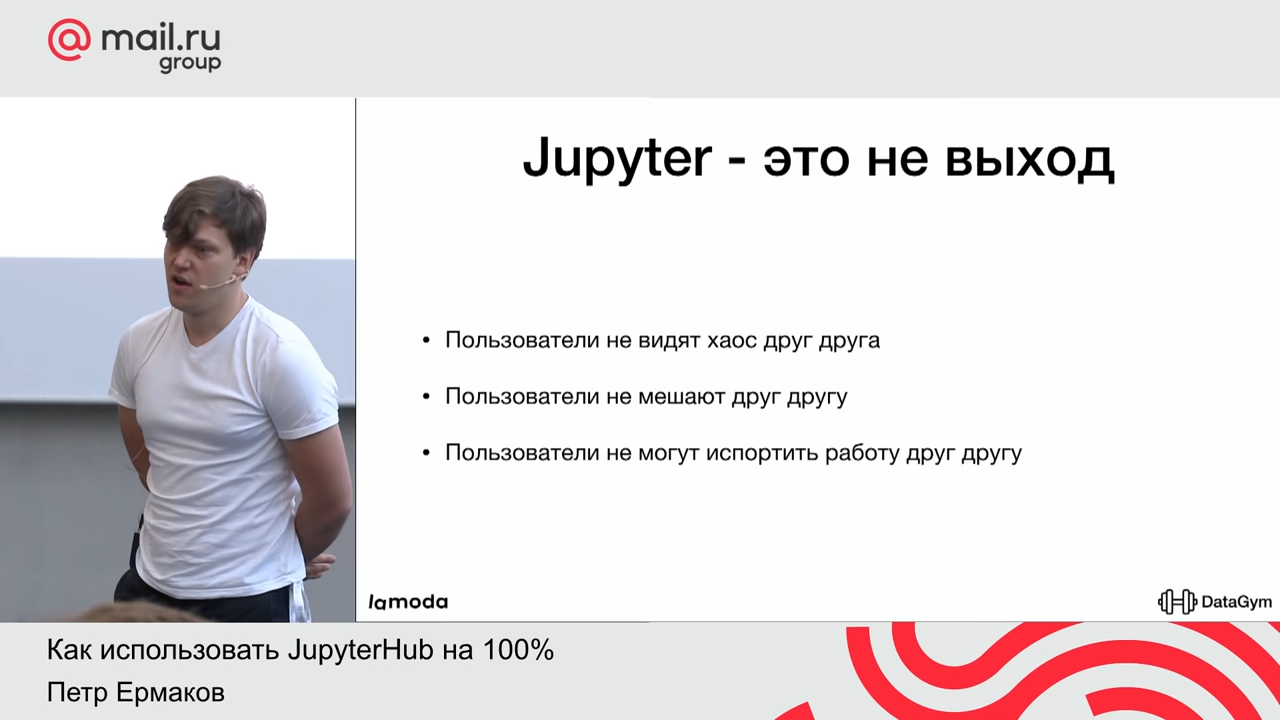 @ mail.ru
group
Jupyter - это не выход
• Пользователи не видят хаос друг друга
• Пользователи не мешают друг другу
• Пользователи не могут испортить работу друг другу
lamoda
DataGym
Как использовать JupyterHub на 100%
Петр Ермаков